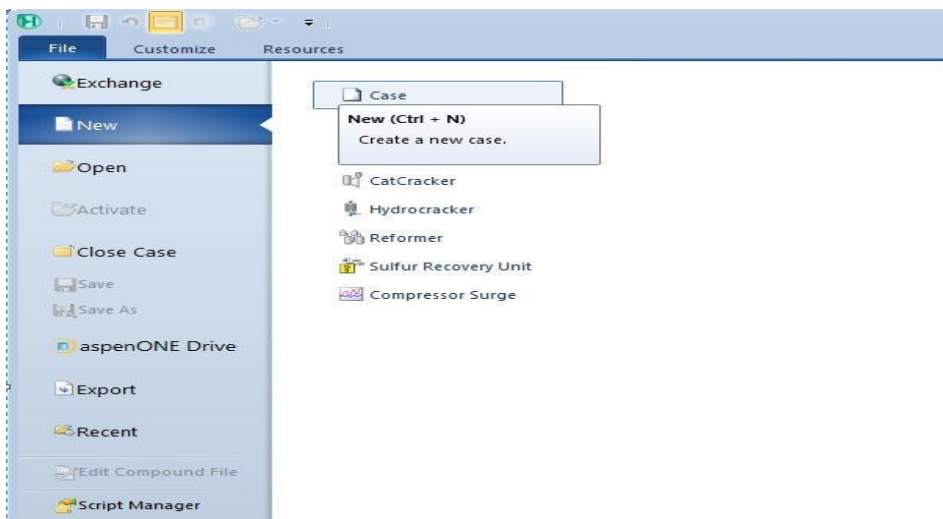 File Customize Resources
Exchange
New
Open
Activate
Close Case
Save
Save As
aspenONE Drive
Export
Recent
Edit Compound File
Script Manager
Case
New (Ctrl + N)
Create a new case.
CatCracker
Hydrocracker
Reformer
Sulfur Recovery Unit
Compressor Surge